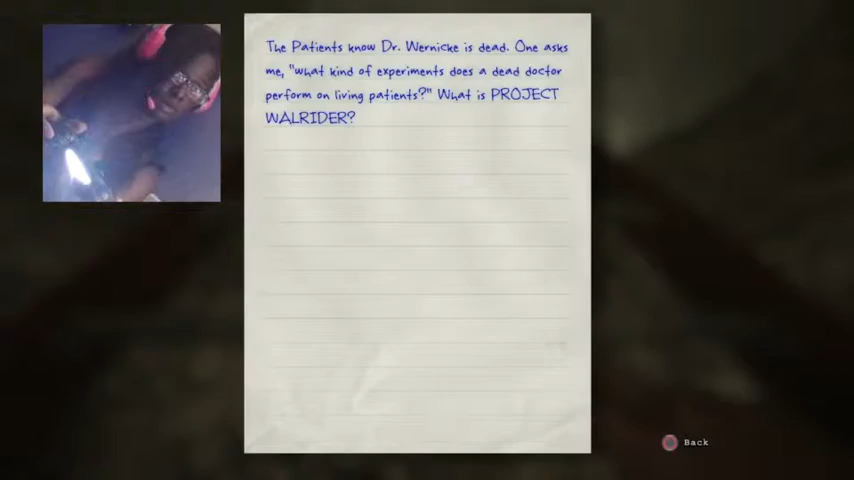 The Patients know Dr. Wernicke is dead. One asks
me, "what kind of experiments does a dead doctor
perform on living patients?" What is PROJECT
WALRIDER?
Back